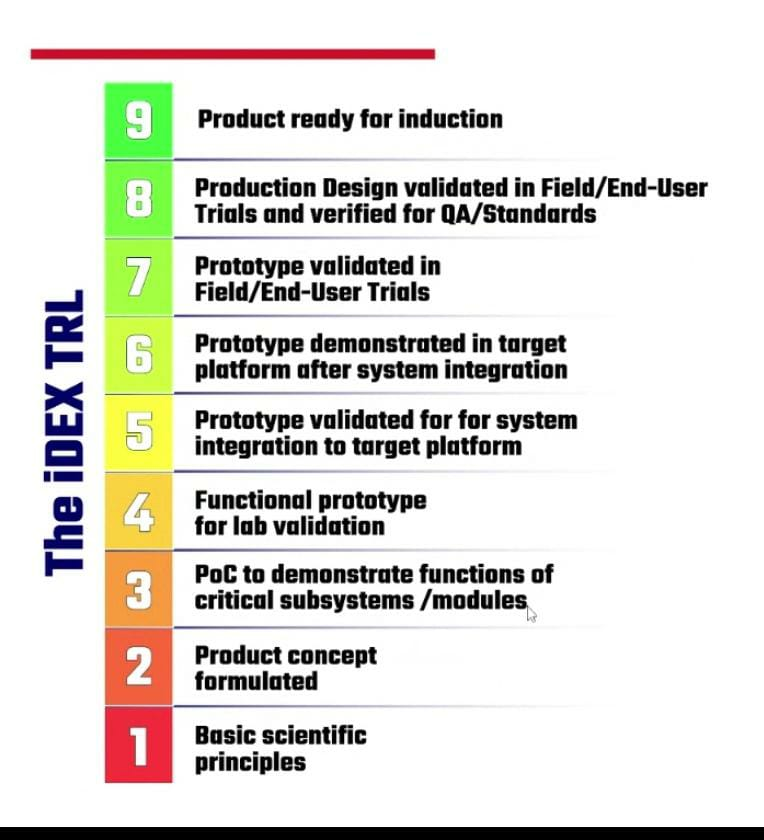 The iDEX TRL
9
Product ready for induction
8
Production Design validated in Field/End-User
Trials and verified for QA/Standards
7
Prototype validated in
Field/End-User Trials
6
Prototype demonstrated in target
platform after system integration
5
Prototype validated for for system
integration to target platform
4
Functional prototype
for lab validation
3
PoC to demonstrate functions of
critical subsystems /modules
2
Product concept
formulated
1
Basic scientific
principles